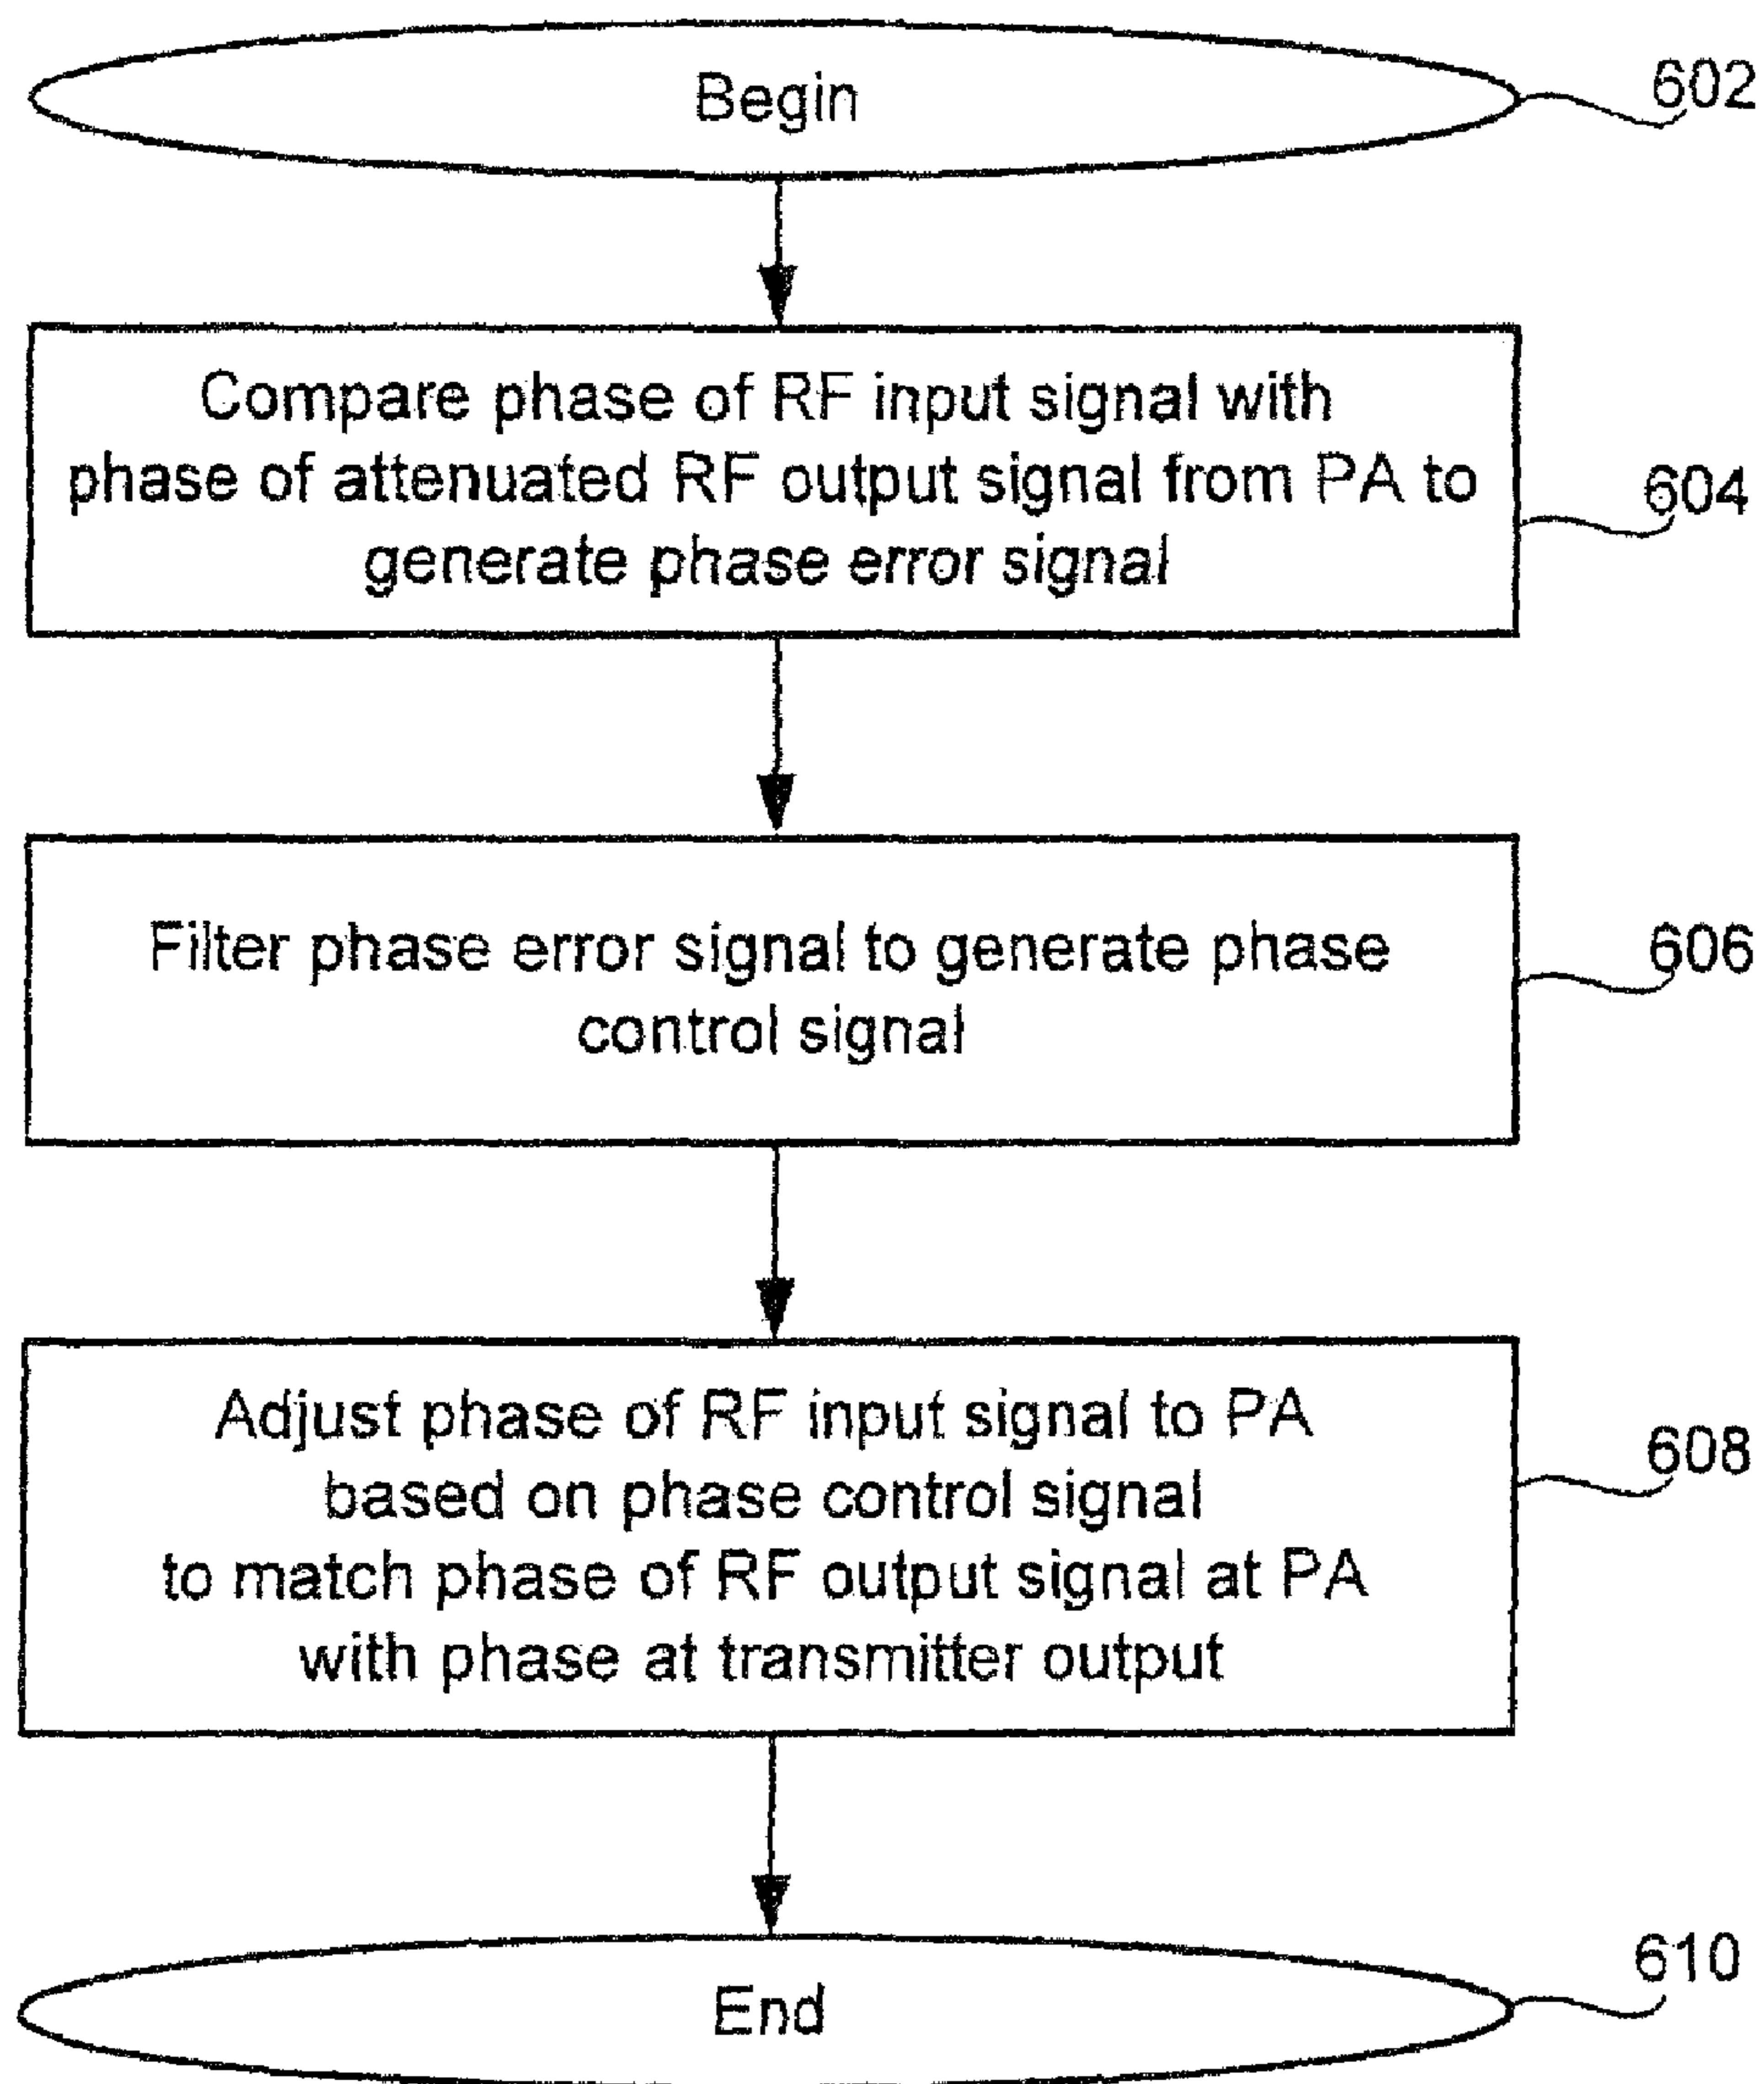 Begin
602
Compare phase of RF input signal with
phase of attenuated RF output signal from PA to
generate phase error signal
604
Filter phase error signal to generate phase
control signal
606
Adjust phase of RF input signal to PA
based on phase control signal
to match phase of RF output signal at PA
with phase at transmitter output
608
End
610